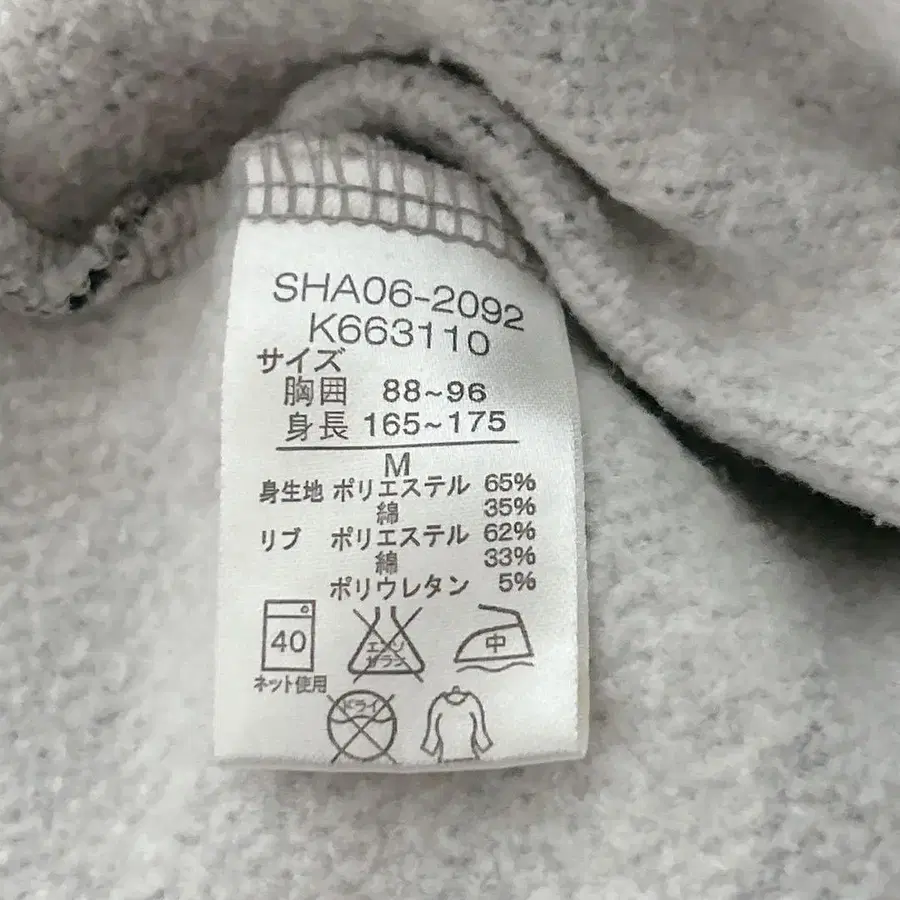 SHA06-2092
K663110
サイズ
胸囲 88~96
身長 165~175
M
身生地 ポリエステル 65%
綿 35%
リブ ポリエステル 62%
綿 33%
ポリウレタン 5%
40
エンソ
サラシ
中
ネット使用
ドライ